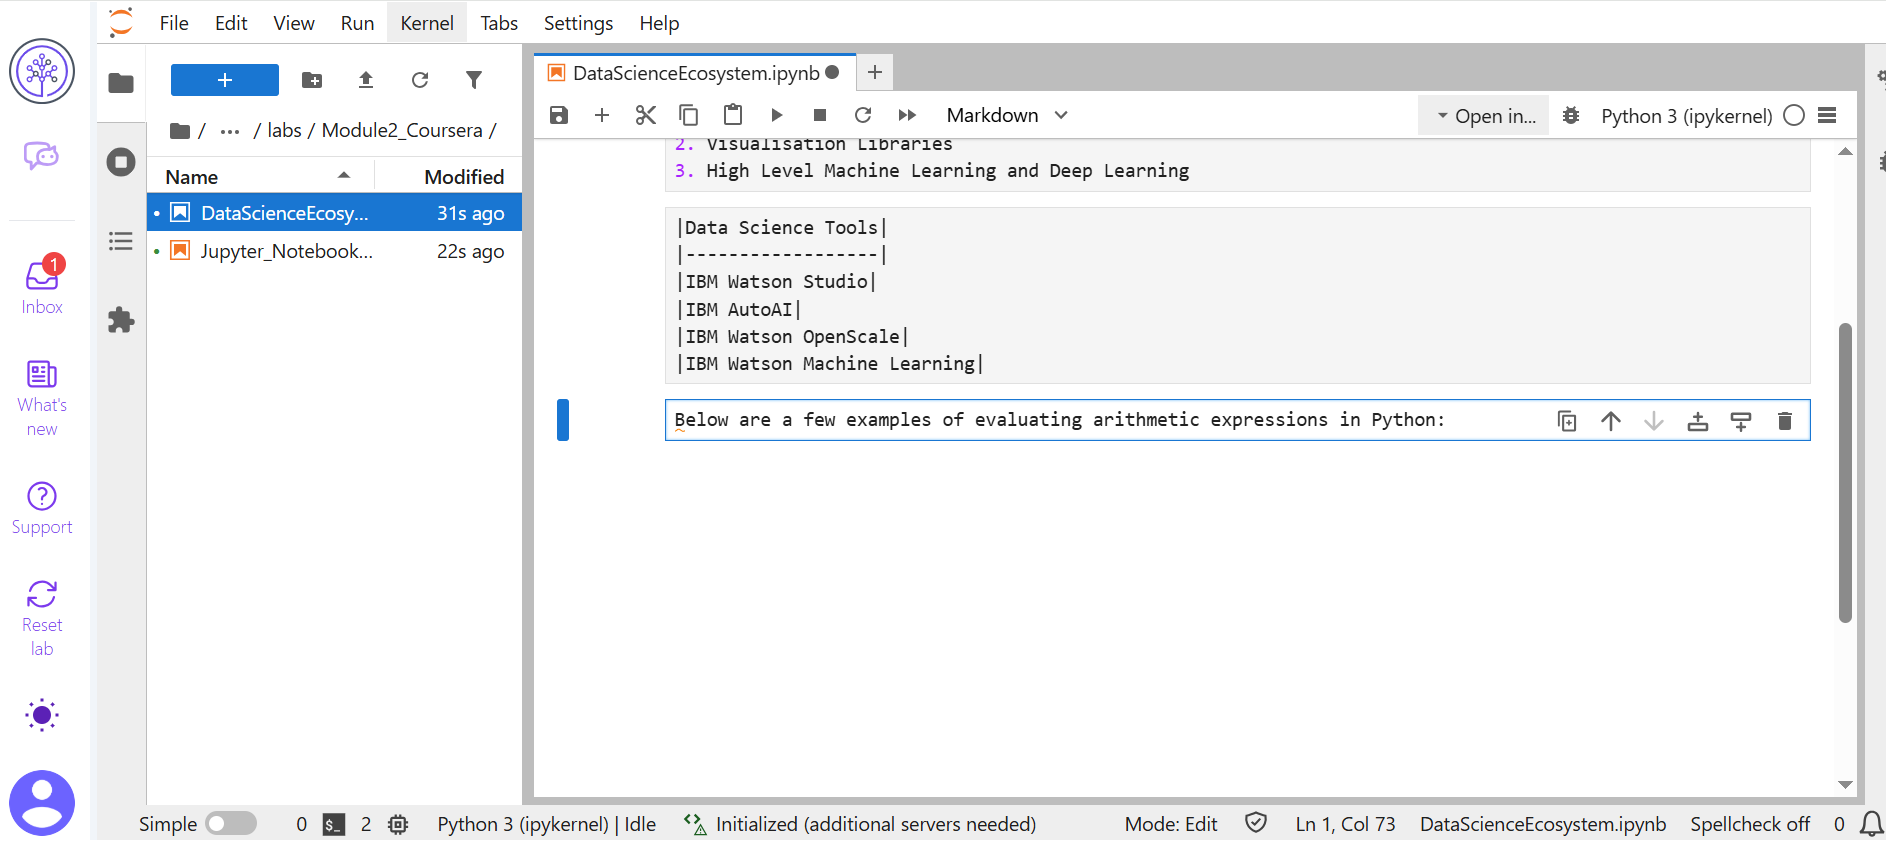 File Edit View Run Kernel Tabs Settings Help
DataScienceEcosystem.ipynb
/ ... / labs / Module2_Coursera /
Markdown
Open in...
Python 3 (ipykernel)
Name Modified
DataScienceEcosy... 31s ago
Jupyter_Notebook... 22s ago
1
Inbox
What's
new
Support
Reset
lab
2. Visualisation Libraries
3. High Level Machine Learning and Deep Learning
|Data Science Tools|
|------------------|
|IBM Watson Studio|
|IBM AutoAI|
|IBM Watson OpenScale|
|IBM Watson Machine Learning|
Below are a few examples of evaluating arithmetic expressions in Python:
Simple 0 $_ 2 Python 3 (ipykernel) | Idle Initialized (additional servers needed) Mode: Edit Ln 1, Col 73 DataScienceEcosystem.ipynb Spellcheck off 0